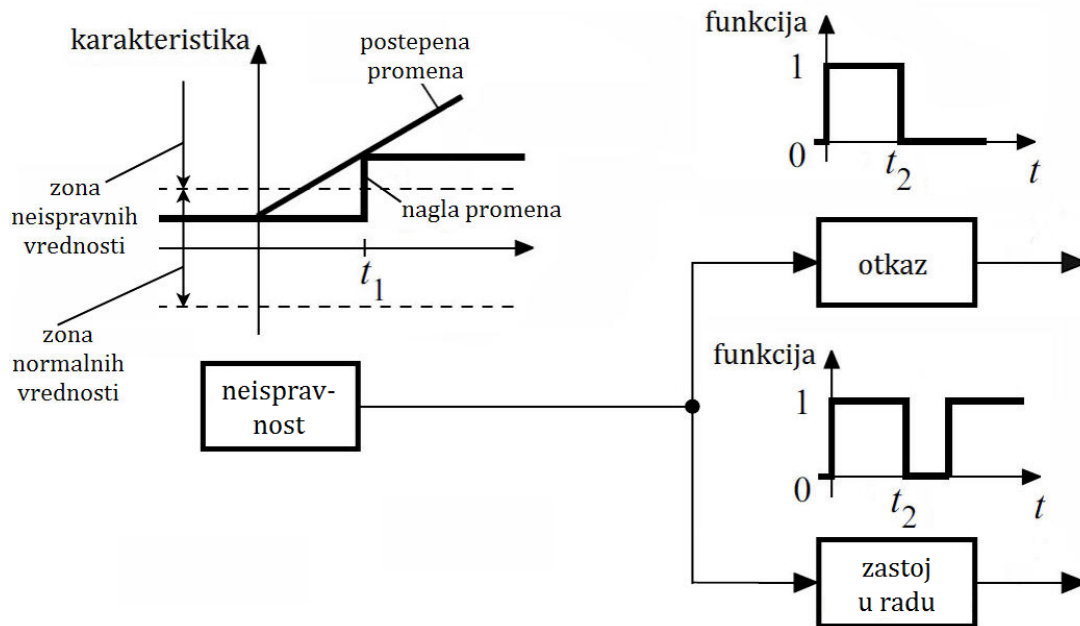 karakteristika
postepena
promena
zona
neispravnih
vrednosti
nagla promena
t1
zona
normalnih
vrednosti
neisprav-
nost
funkcija
1
0
t2
t
otkaz
funkcija
1
0
t2
t
zastoj
u radu